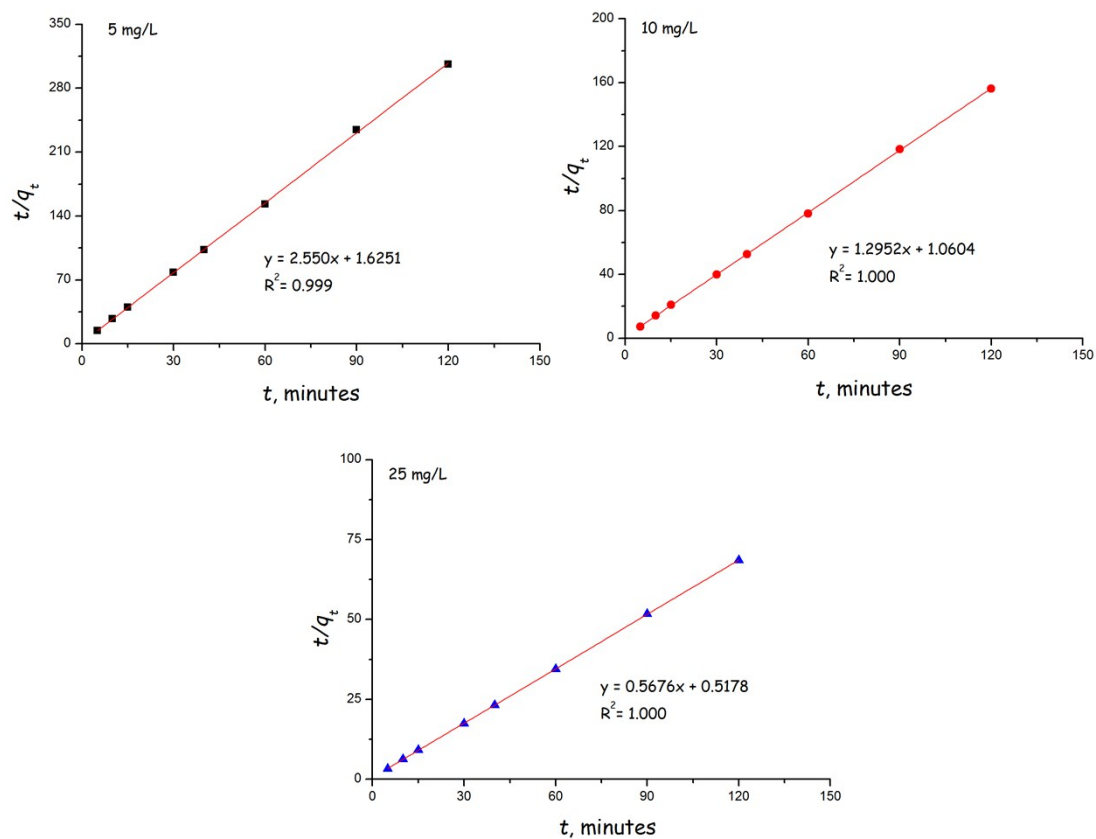 5 mg/L
350
280
210
140
70
0
t/qₜ
y = 2.550x + 1.6251
R²= 0.999
0 30 60 90 120 150
t, minutes
10 mg/L
200
160
120
80
40
0
t/qₜ
y = 1.2952x + 1.0604
R²= 1.000
0 30 60 90 120 150
t, minutes
25 mg/L
100
75
50
25
0
t/qₜ
y = 0.5676x + 0.5178
R²= 1.000
0 30 60 90 120 150
t, minutes